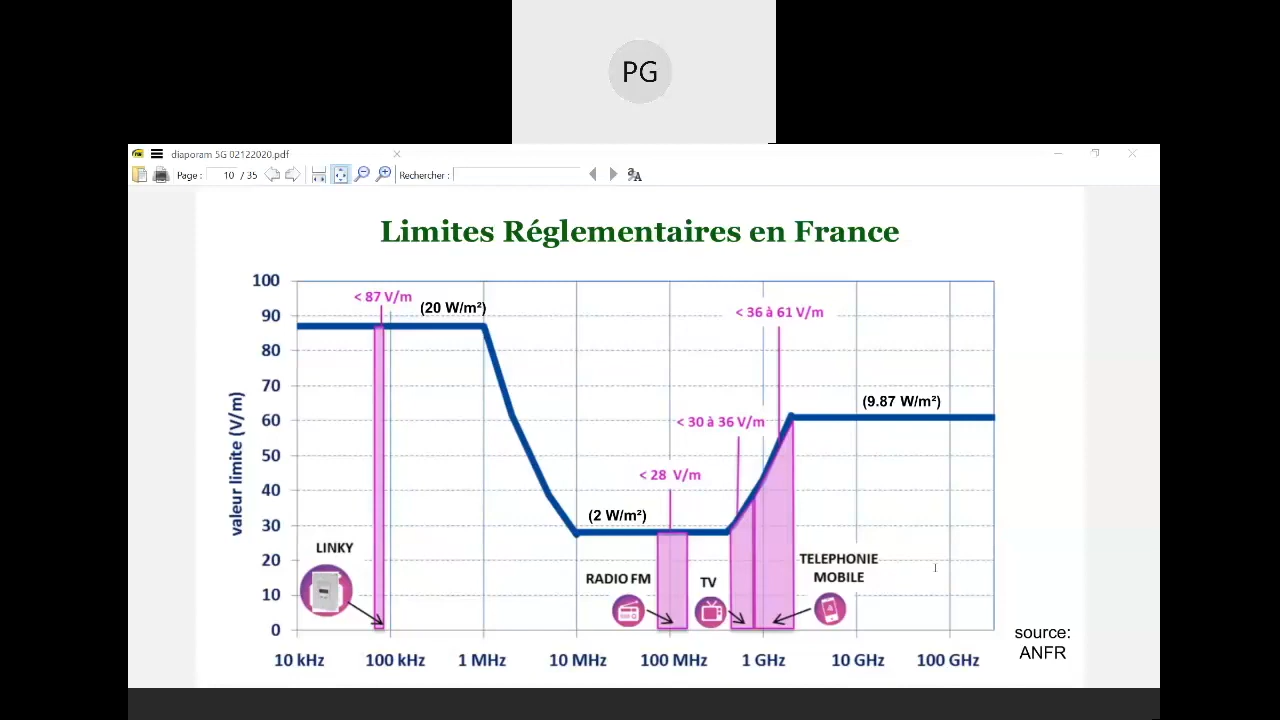 PG
diaporam 5G 02122020.pdf
Page : 10 / 35 Rechercher :
Limites Réglementaires en France
valeur limite (V/m)
100
90
80
70
60
50
40
30
20
10
0
< 87 V/m
(20 W/m²)
< 36 à 61 V/m
(9.87 W/m²)
< 30 à 36 V/m
< 28 V/m
(2 W/m²)
LINKY
RADIO FM
TV
TELEPHONIE
MOBILE
10 kHz 100 kHz 1 MHz 10 MHz 100 MHz 1 GHz 10 GHz 100 GHz
source:
ANFR